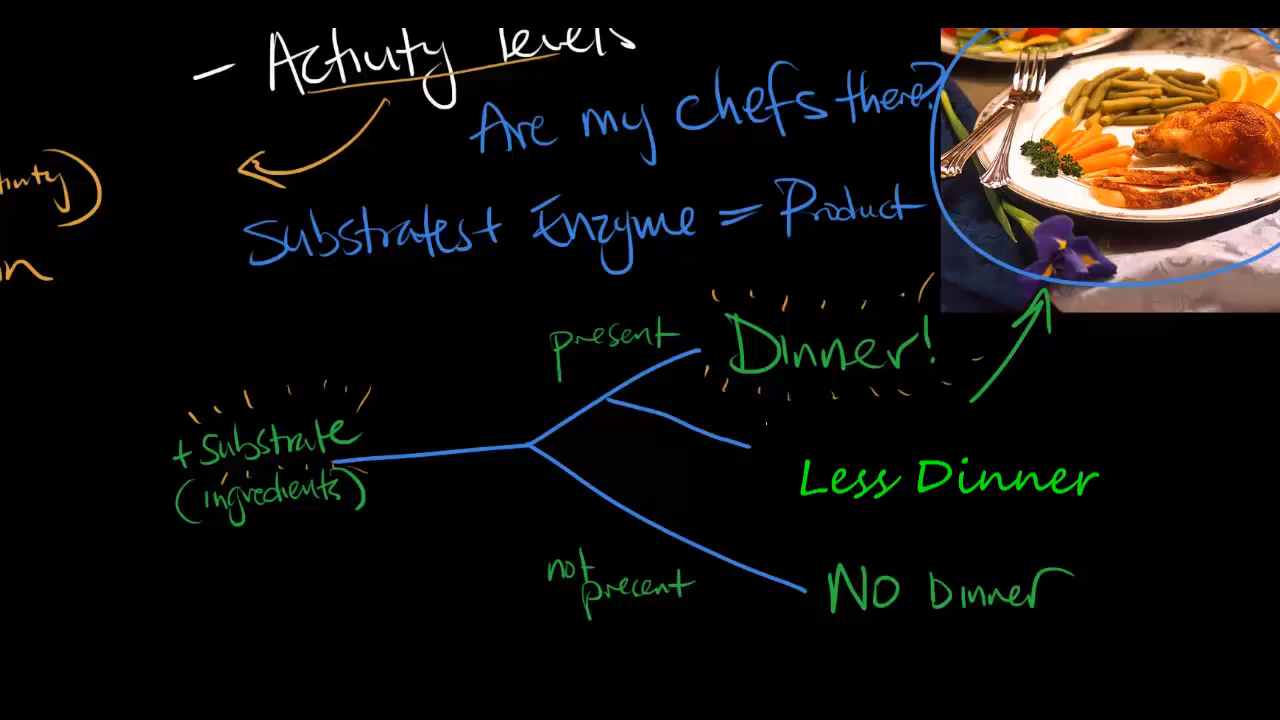 - Activity levels
Are my chefs there?
tivity)
Substrates + Enzyme = Product
present
Dinner!
+ Substrate
(ingredients)
Less Dinner
not
present
No Dinner